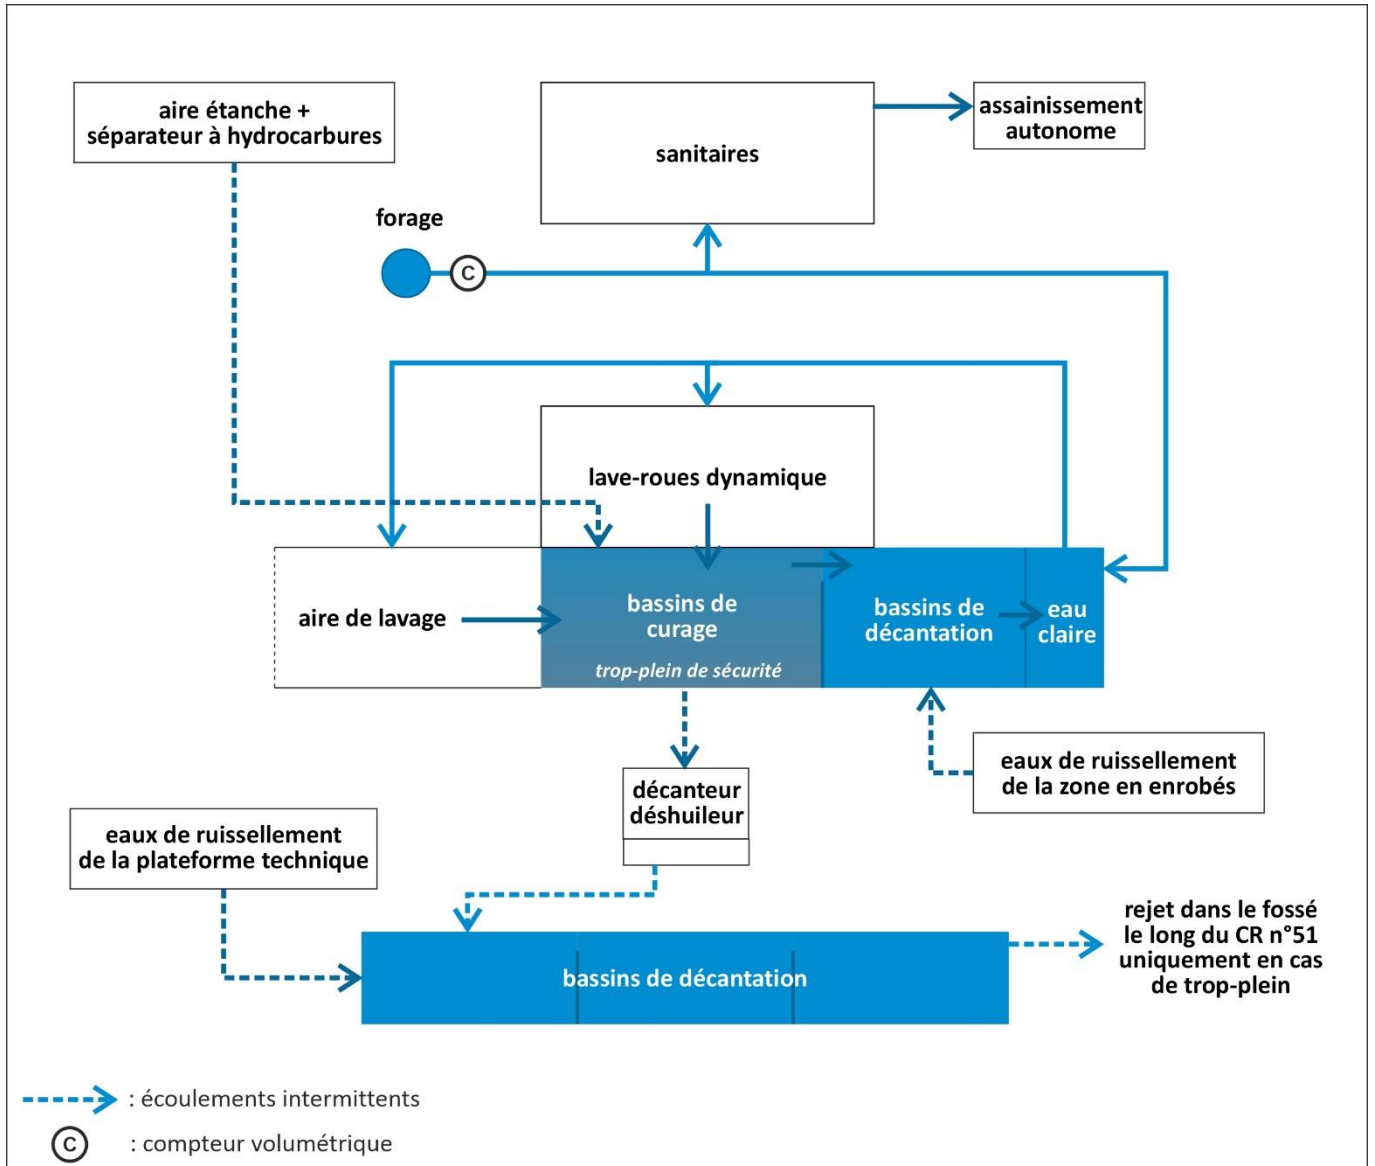 aire étanche +
séparateur à hydrocarbures
sanitaires
assainissement
autonome
forage
C
lave-roues dynamique
aire de lavage
bassins de
curage
trop-plein de sécurité
bassins de
décantation
eau
claire
décanteur
déshuileur
eaux de ruissellement
de la zone en enrobés
eaux de ruissellement
de la plateforme technique
bassins de décantation
rejet dans le fossé
le long du CR n°51
uniquement en cas
de trop-plein
: écoulements intermittents
C : compteur volumétrique